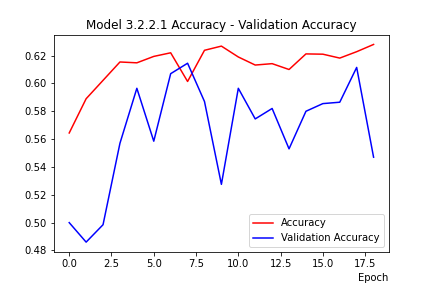 Model 3.2.2.1 Accuracy - Validation Accuracy
0.62
0.60
0.58
0.56
0.54
0.52
0.50
0.48
Accuracy
Validation Accuracy
0.0 2.5 5.0 7.5 10.0 12.5 15.0 17.5
Epoch